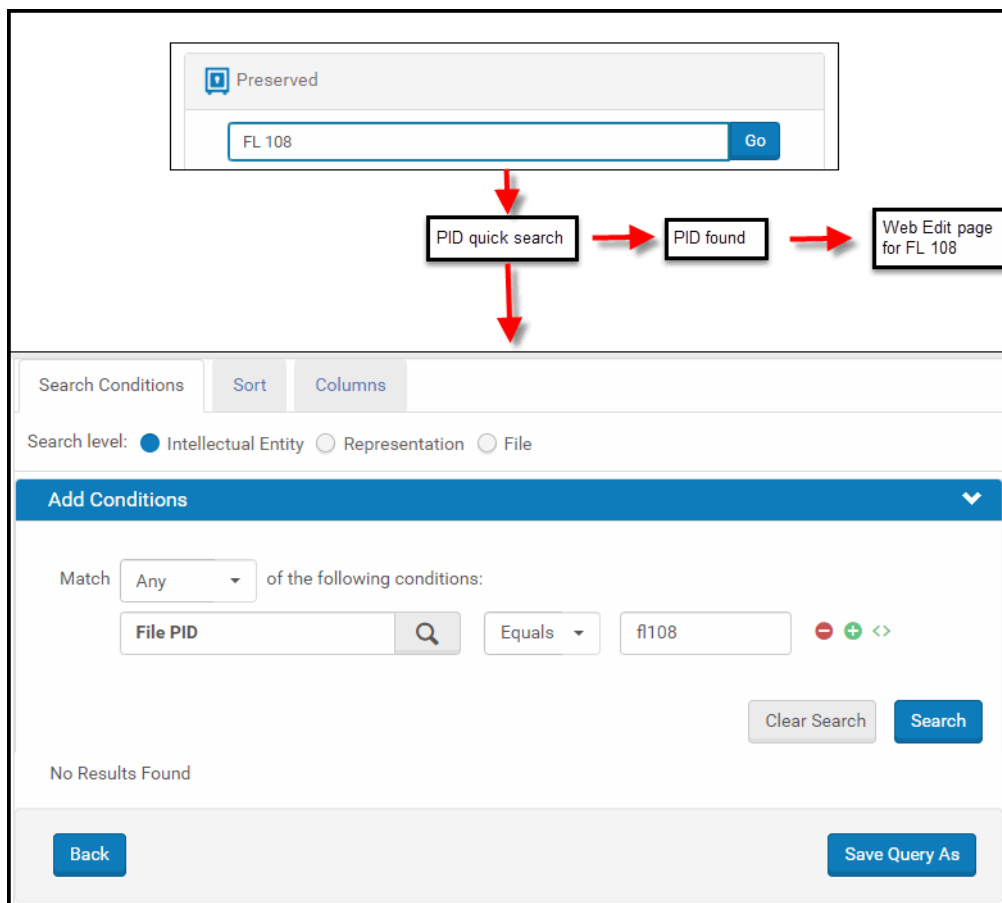 Preserved
FL 108 Go
PID quick search PID found Web Edit page
for FL 108
Search Conditions Sort Columns
Search level: Intellectual Entity Representation File
Add Conditions
Match Any of the following conditions:
File PID Equals fl108
Clear Search Search
No Results Found
Back Save Query As